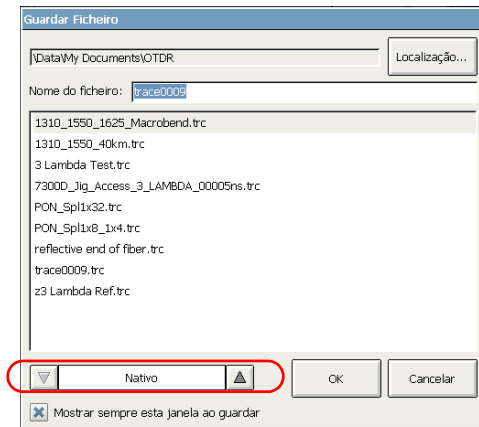 Guardar Ficheiro
\Data\My Documents\OTDR
Localização...
Nome do ficheiro: trace0009
1310_1550_1625_Macrobend.trc
1310_1550_40km.trc
3 Lambda Test.trc
7300D_Jig_Access_3_LAMBDA_00005ns.trc
PON_Spl1x32.trc
PON_Spl1x8_1x4.trc
reflective end of fiber.trc
trace0009.trc
z3 Lambda Ref.trc
Nativo
OK
Cancelar
Mostrar sempre esta janela ao guardar